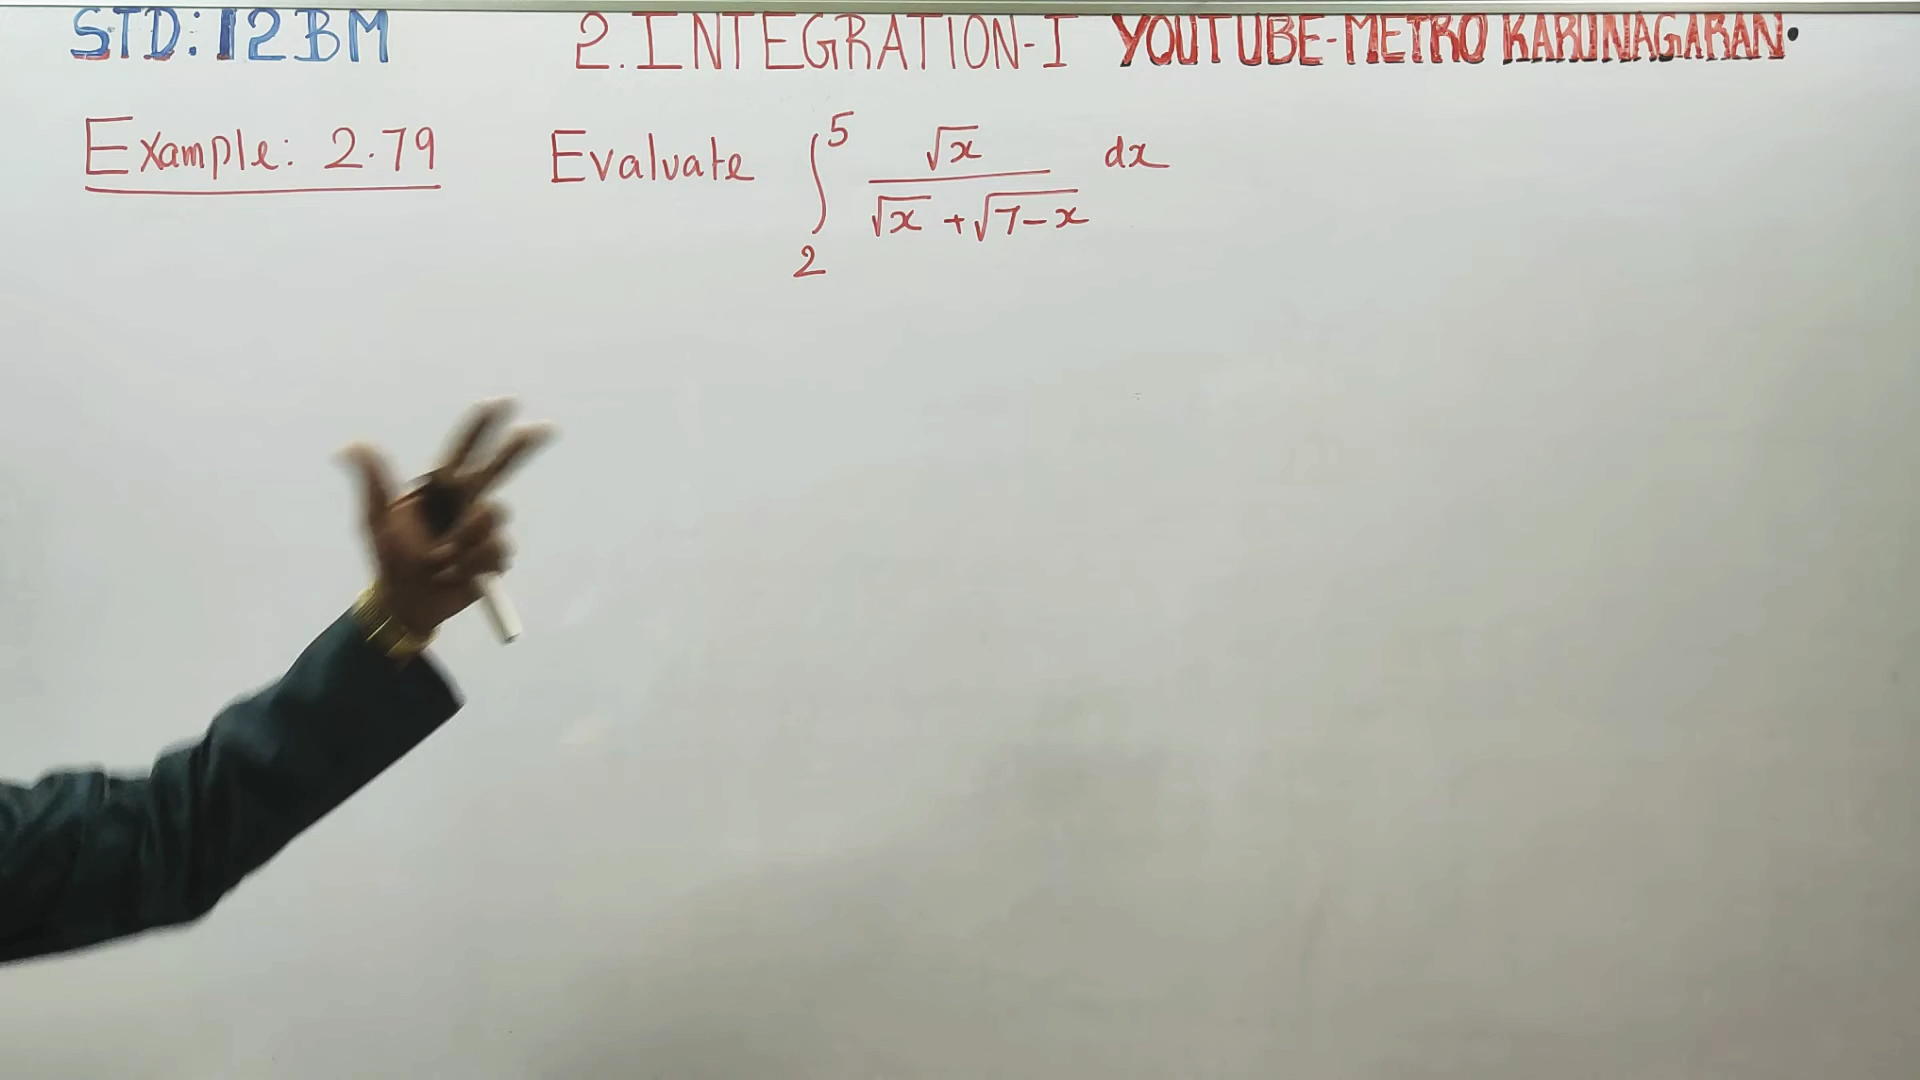 STD: 12 BM 2. INTEGRATION-I YOUTUBE-METRO KARUNAGARAN.
Example: 2.79 Evaluate ∫₂⁵ √x / (√x + √(7-x)) dx